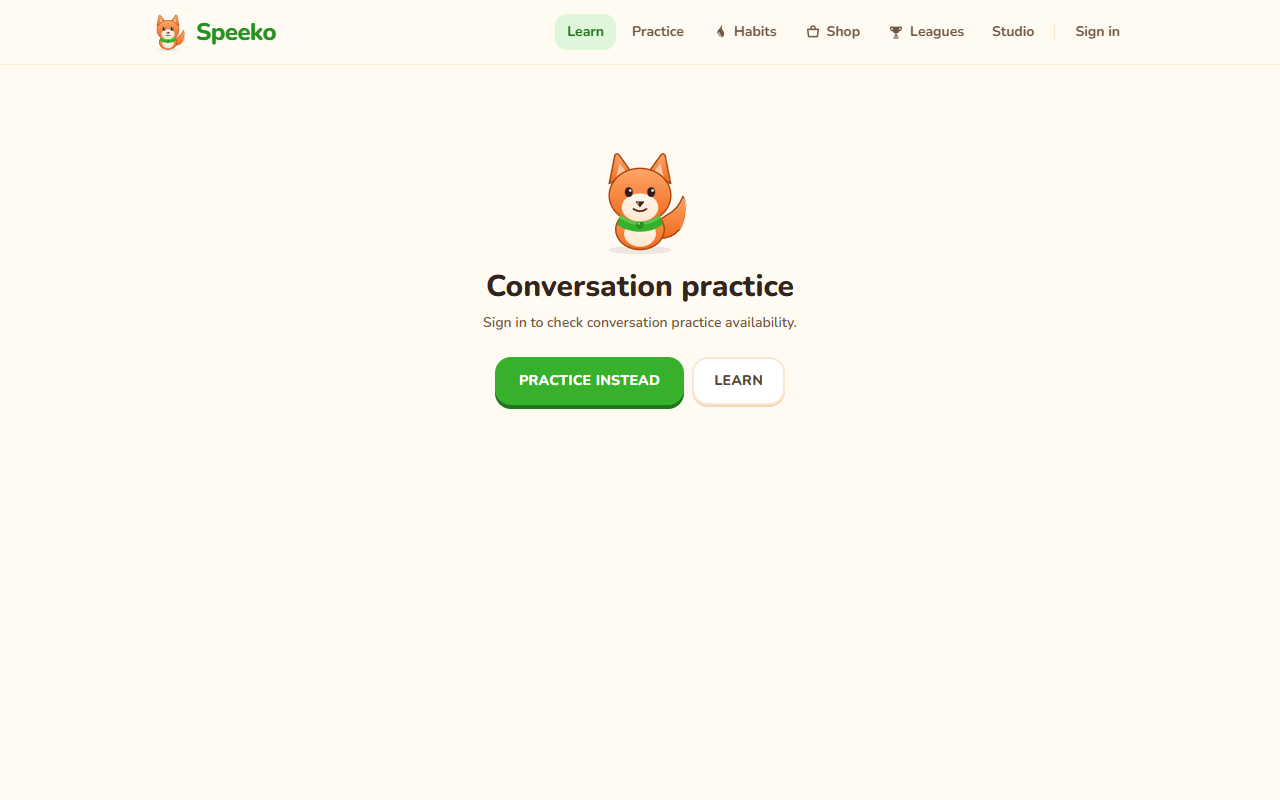 Speeko
Learn
Practice
Habits
Shop
Leagues
Studio
Sign in
Conversation practice
Sign in to check conversation practice availability.
PRACTICE INSTEAD
LEARN